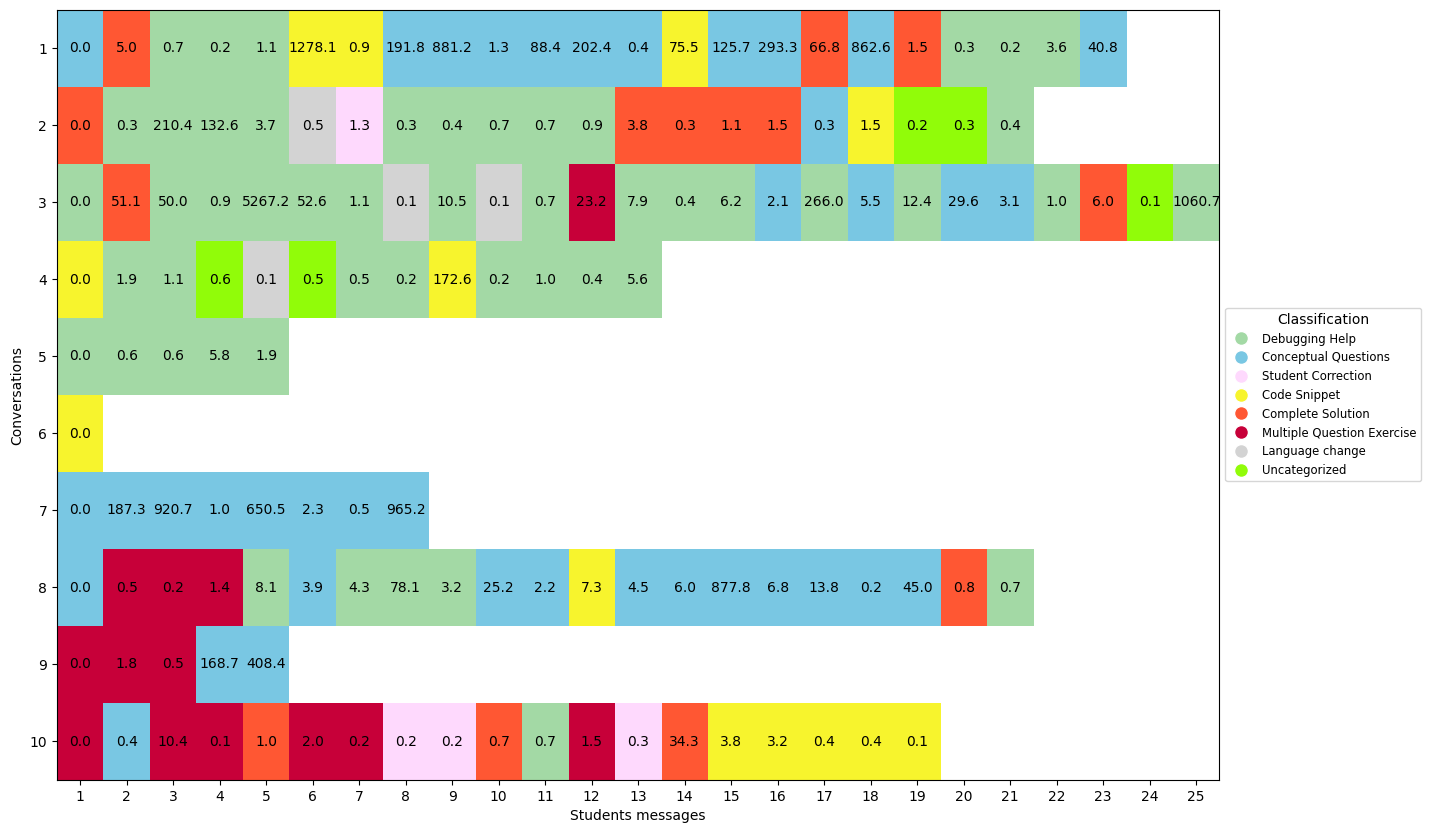 1 0.0 5.0 0.7 0.2 1.1 1278.1 0.9 191.8 881.2 1.3 88.4 202.4 0.4 75.5 125.7 293.3 66.8 862.6 1.5 0.3 0.2 3.6 40.8
2 0.0 0.3 210.4 132.6 3.7 0.5 1.3 0.3 0.4 0.7 0.7 0.9 3.8 0.3 1.1 1.5 0.3 1.5 0.2 0.3 0.4
3 0.0 51.1 50.0 0.9 5267.2 52.6 1.1 0.1 10.5 0.1 0.7 23.2 7.9 0.4 6.2 2.1 266.0 5.5 12.4 29.6 3.1 1.0 6.0 0.1 1060.7
4 0.0 1.9 1.1 0.6 0.1 0.5 0.5 0.2 172.6 0.2 1.0 0.4 5.6
5 0.0 0.6 0.6 5.8 1.9
6 0.0
7 0.0 187.3 920.7 1.0 650.5 2.3 0.5 965.2
8 0.0 0.5 0.2 1.4 8.1 3.9 4.3 78.1 3.2 25.2 2.2 7.3 4.5 6.0 877.8 6.8 13.8 0.2 45.0 0.8 0.7
9 0.0 1.8 0.5 168.7 408.4
10 0.0 0.4 10.4 0.1 1.0 2.0 0.2 0.2 0.2 0.7 0.7 1.5 0.3 34.3 3.8 3.2 0.4 0.4 0.1
1 2 3 4 5 6 7 8 9 10 11 12 13 14 15 16 17 18 19 20 21 22 23 24 25
Students messages
Conversations
Classification
Debugging Help
Conceptual Questions
Student Correction
Code Snippet
Complete Solution
Multiple Question Exercise
Language change
Uncategorized